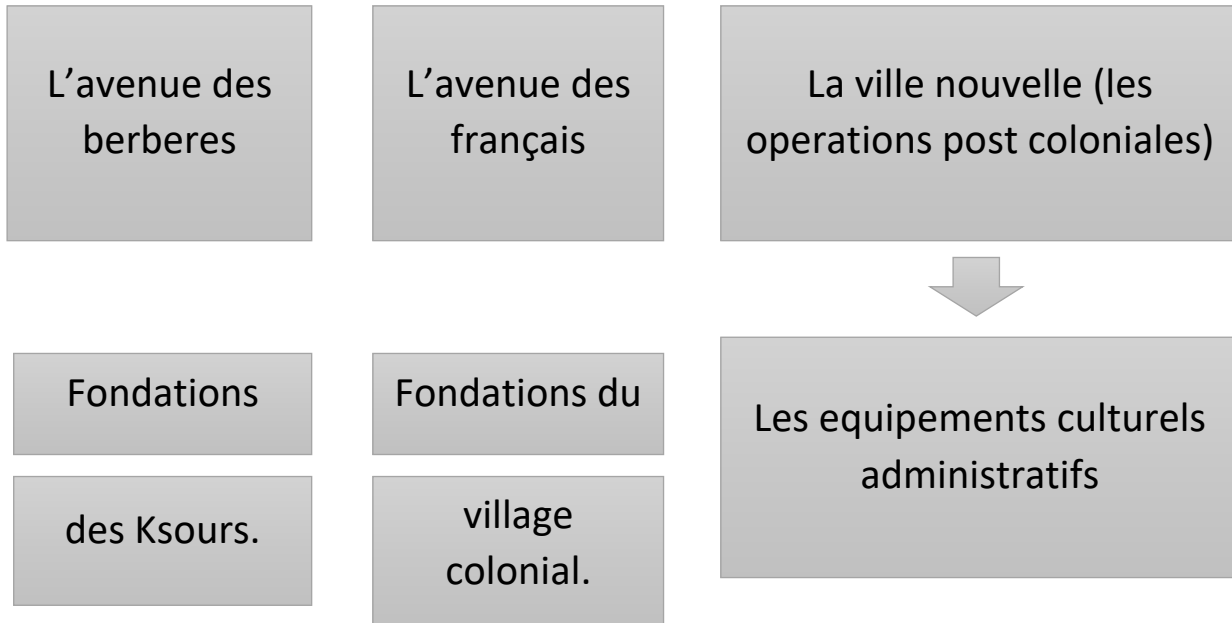 L’avenue des
berberes
L’avenue des
français
La ville nouvelle (les
operations post coloniales)
Fondations
des Ksours.
Fondations du
village
colonial.
Les equipements culturels
administratifs